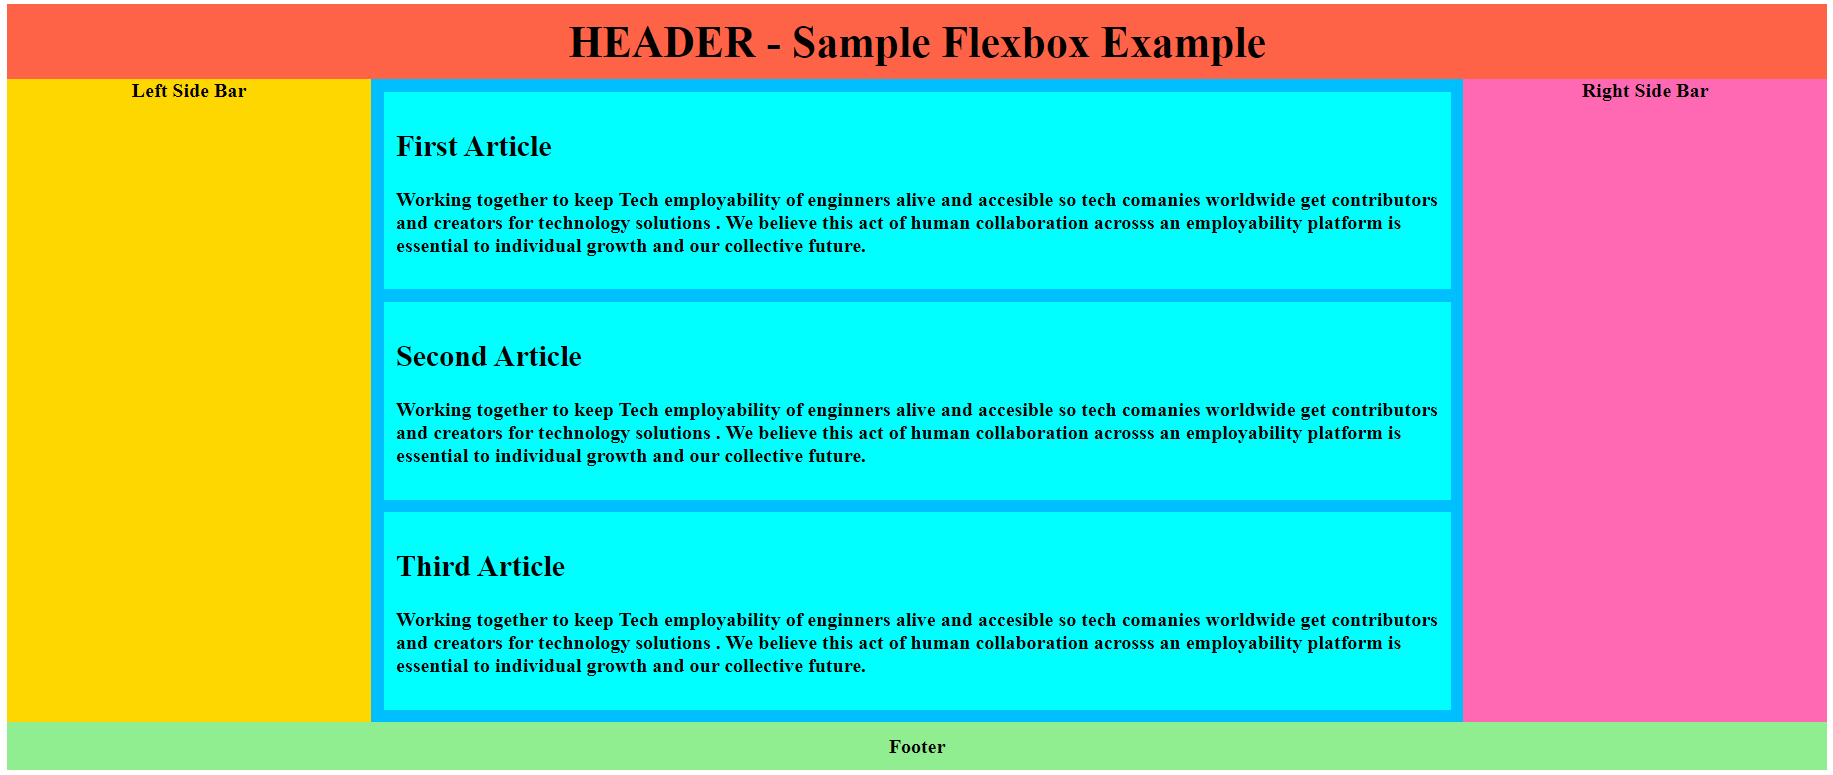 HEADER - Sample Flexbox Example
Left Side Bar
First Article
Working together to keep Tech employability of enginners alive and accesible so tech comanies worldwide get contributors
and creators for technology solutions . We believe this act of human collaboration acrosss an employability platform is
essential to individual growth and our collective future.
Second Article
Working together to keep Tech employability of enginners alive and accesible so tech comanies worldwide get contributors
and creators for technology solutions . We believe this act of human collaboration acrosss an employability platform is
essential to individual growth and our collective future.
Third Article
Working together to keep Tech employability of enginners alive and accesible so tech comanies worldwide get contributors
and creators for technology solutions . We believe this act of human collaboration acrosss an employability platform is
essential to individual growth and our collective future.
Right Side Bar
Footer